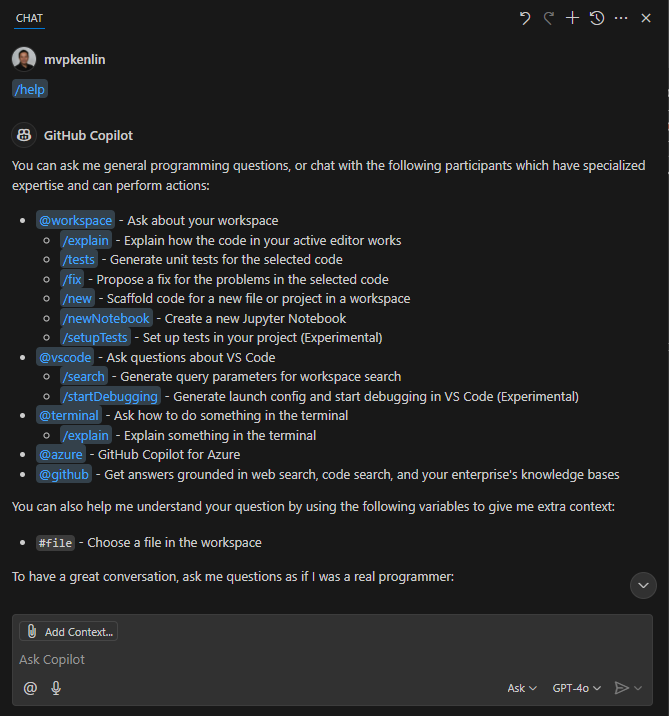 CHAT
mvpkenlin
/help
GitHub Copilot
You can ask me general programming questions, or chat with the following participants which have specialized
expertise and can perform actions:
@workspace - Ask about your workspace
/explain - Explain how the code in your active editor works
/tests - Generate unit tests for the selected code
/fix - Propose a fix for the problems in the selected code
/new - Scaffold code for a new file or project in a workspace
/newNotebook - Create a new Jupyter Notebook
/setupTests - Set up tests in your project (Experimental)
@vscode - Ask questions about VS Code
/search - Generate query parameters for workspace search
/startDebugging - Generate launch config and start debugging in VS Code (Experimental)
@terminal - Ask how to do something in the terminal
/explain - Explain something in the terminal
@azure - GitHub Copilot for Azure
@github - Get answers grounded in web search, code search, and your enterprise's knowledge bases
You can also help me understand your question by using the following variables to give me extra context:
#file - Choose a file in the workspace
To have a great conversation, ask me questions as if I was a real programmer:
Add Context...
Ask Copilot
@ Ask GPT-4o